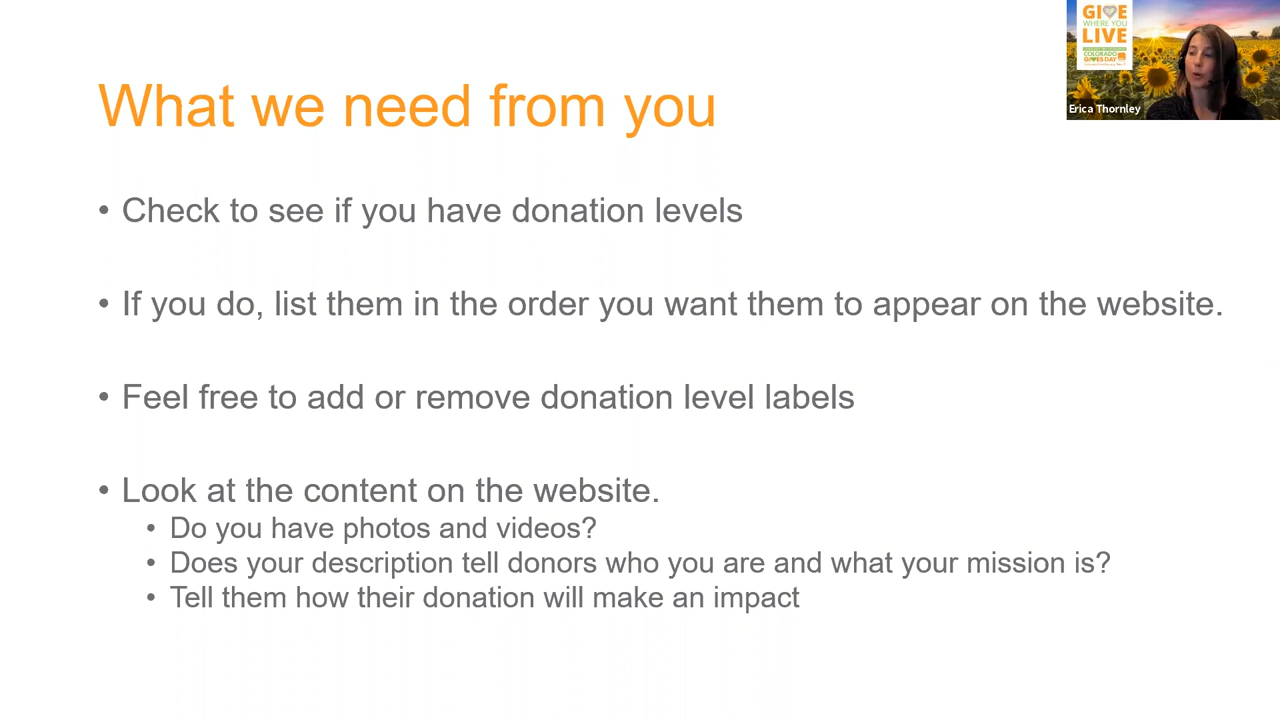 What we need from you
• Check to see if you have donation levels
• If you do, list them in the order you want them to appear on the website.
• Feel free to add or remove donation level labels
• Look at the content on the website.
• Do you have photos and videos?
• Does your description tell donors who you are and what your mission is?
• Tell them how their donation will make an impact
GIVE
WHERE YOU
LIVE
COLORADO
GIVES DAY
Erica Thornley